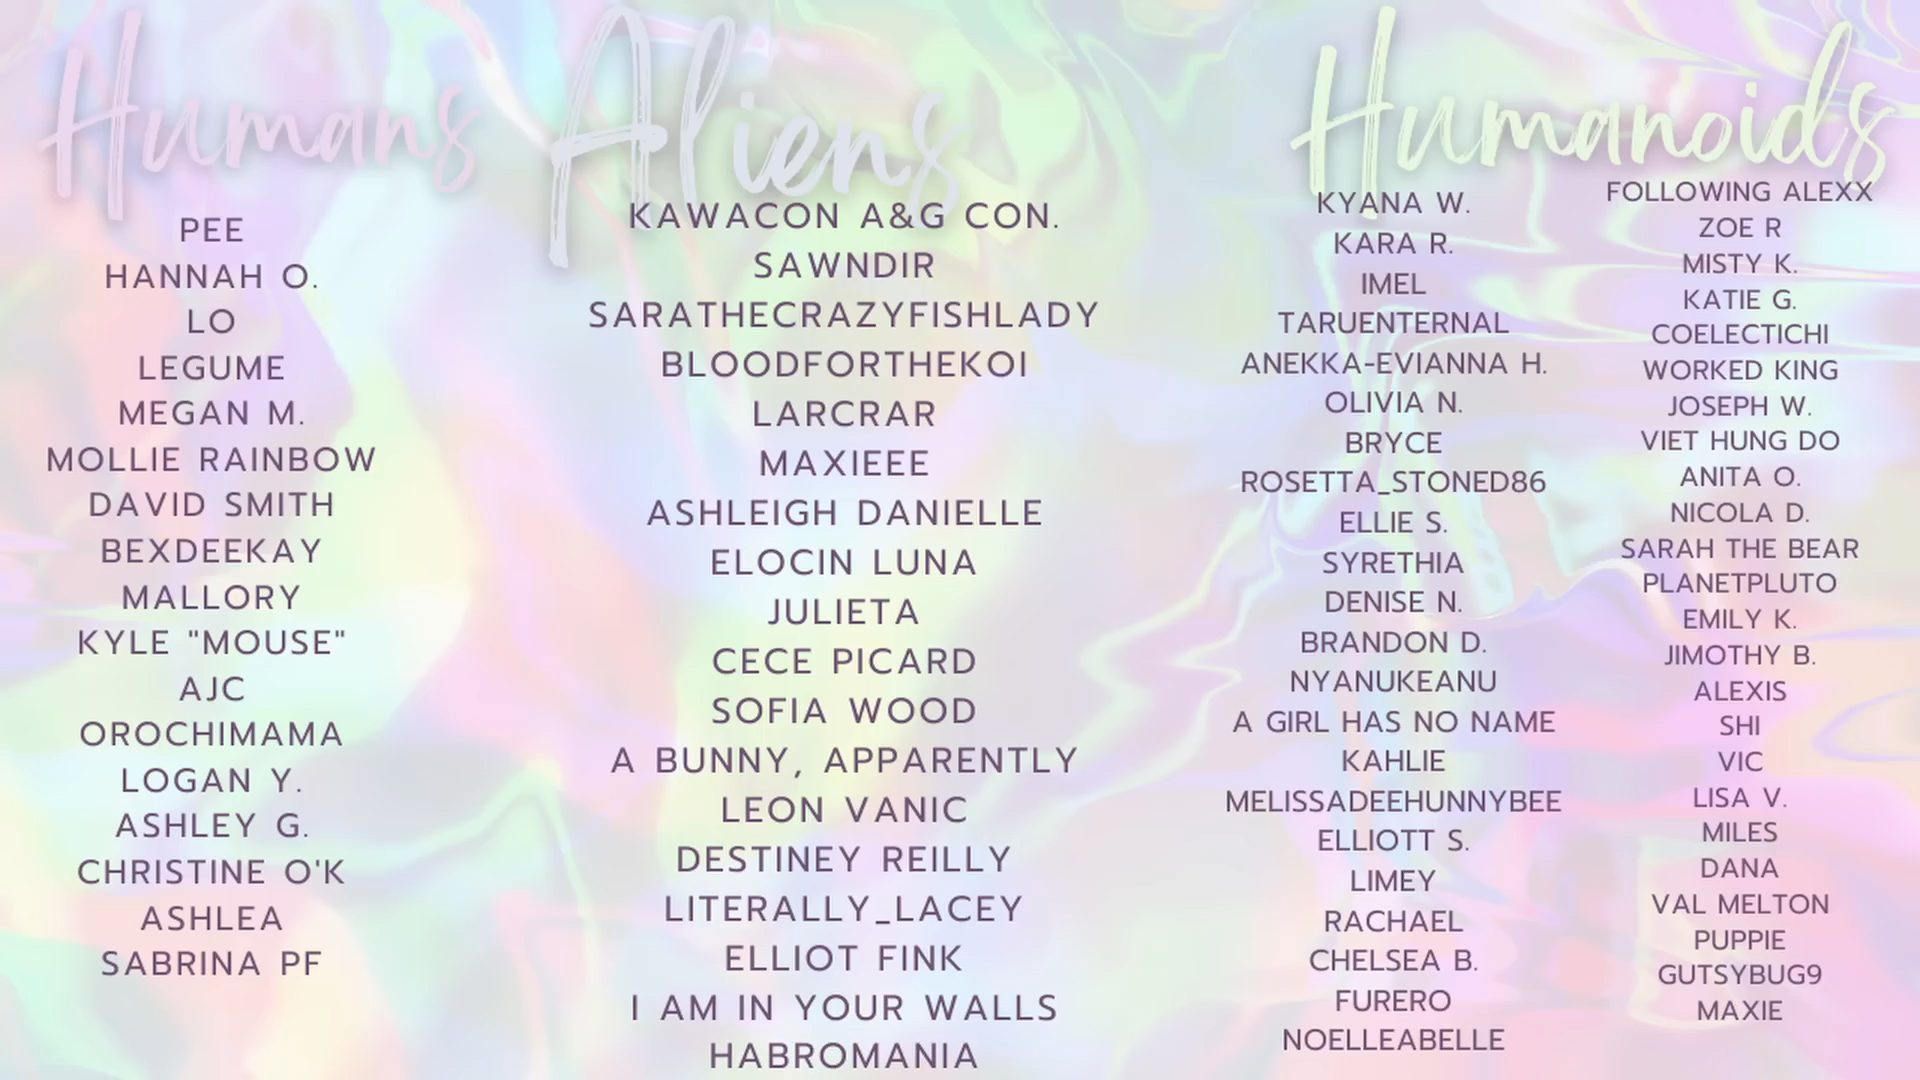 Humans
PEE
HANNAH O.
LO
LEGUME
MEGAN M.
MOLLIE RAINBOW
DAVID SMITH
BEXDEEKAY
MALLORY
KYLE "MOUSE"
AJC
OROCHIMAMA
LOGAN Y.
ASHLEY G.
CHRISTINE O'K
ASHLEA
SABRINA PF
Aliens
KAWACON A&G CON.
SAWNDIR
SARATHECRAZYFISHLADY
BLOODFORTHEKOI
LARCRAR
MAXIEEE
ASHLEIGH DANIELLE
ELOCIN LUNA
JULIETA
CECE PICARD
SOFIA WOOD
A BUNNY, APPARENTLY
LEON VANIC
DESTINEY REILLY
LITERALLY_LACEY
ELLIOT FINK
I AM IN YOUR WALLS
HABROMANIA
Humanoids
KYANA W.
KARA R.
IMEL
TARUENTERNAL
ANEKKA-EVIANNA H.
OLIVIA N.
BRYCE
ROSETTA_STONED86
ELLIE S.
SYRETHIA
DENISE N.
BRANDON D.
NYANUKEANU
A GIRL HAS NO NAME
KAHLIE
MELISSADEEHUNNYBEE
ELLIOTT S.
LIMEY
RACHAEL
CHELSEA B.
FURERO
NOELLEABELLE
FOLLOWING ALEXX
ZOE R
MISTY K.
KATIE G.
COELECTICHI
WORKED KING
JOSEPH W.
VIET HUNG DO
ANITA O.
NICOLA D.
SARAH THE BEAR
PLANETPLUTO
EMILY K.
JIMOTHY B.
ALEXIS
SHI
VIC
LISA V.
MILES
DANA
VAL MELTON
PUPPIE
GUTSYBUG9
MAXIE